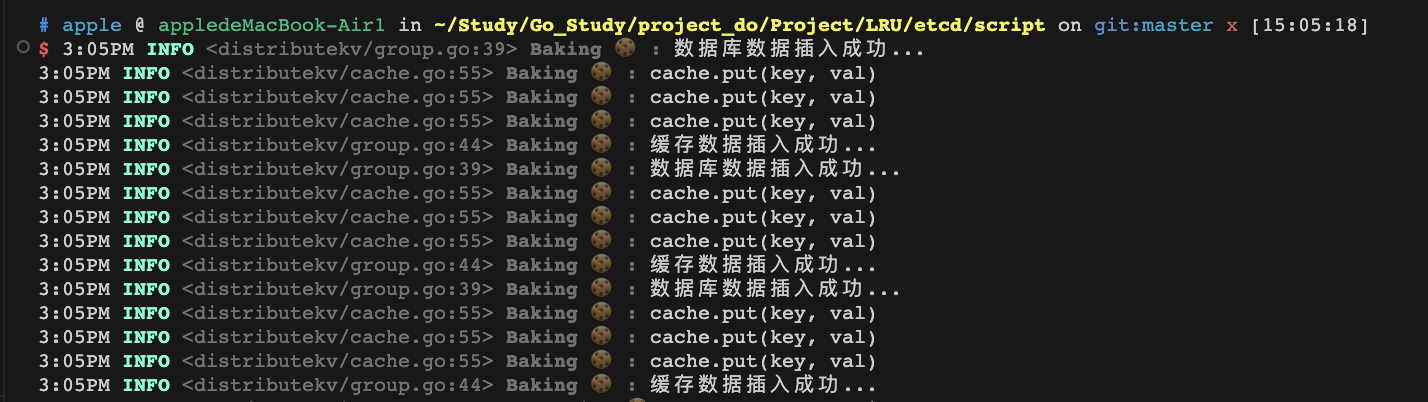 # apple @ appledeMacBook-Air1 in ~/Study/Go_Study/project_do/Project/LRU/etcd/script on git:master x [15:05:18]
$ 3:05PM INFO <distributekv/group.go:39> Baking 🍪 : 数据库数据插入成功...
3:05PM INFO <distributekv/cache.go:55> Baking 🍪 : cache.put(key, val)
3:05PM INFO <distributekv/cache.go:55> Baking 🍪 : cache.put(key, val)
3:05PM INFO <distributekv/cache.go:55> Baking 🍪 : cache.put(key, val)
3:05PM INFO <distributekv/group.go:44> Baking 🍪 : 缓存数据插入成功...
3:05PM INFO <distributekv/group.go:39> Baking 🍪 : 数据库数据插入成功...
3:05PM INFO <distributekv/cache.go:55> Baking 🍪 : cache.put(key, val)
3:05PM INFO <distributekv/cache.go:55> Baking 🍪 : cache.put(key, val)
3:05PM INFO <distributekv/cache.go:55> Baking 🍪 : cache.put(key, val)
3:05PM INFO <distributekv/group.go:44> Baking 🍪 : 缓存数据插入成功...
3:05PM INFO <distributekv/group.go:39> Baking 🍪 : 数据库数据插入成功...
3:05PM INFO <distributekv/cache.go:55> Baking 🍪 : cache.put(key, val)
3:05PM INFO <distributekv/cache.go:55> Baking 🍪 : cache.put(key, val)
3:05PM INFO <distributekv/cache.go:55> Baking 🍪 : cache.put(key, val)
3:05PM INFO <distributekv/group.go:44> Baking 🍪 : 缓存数据插入成功...